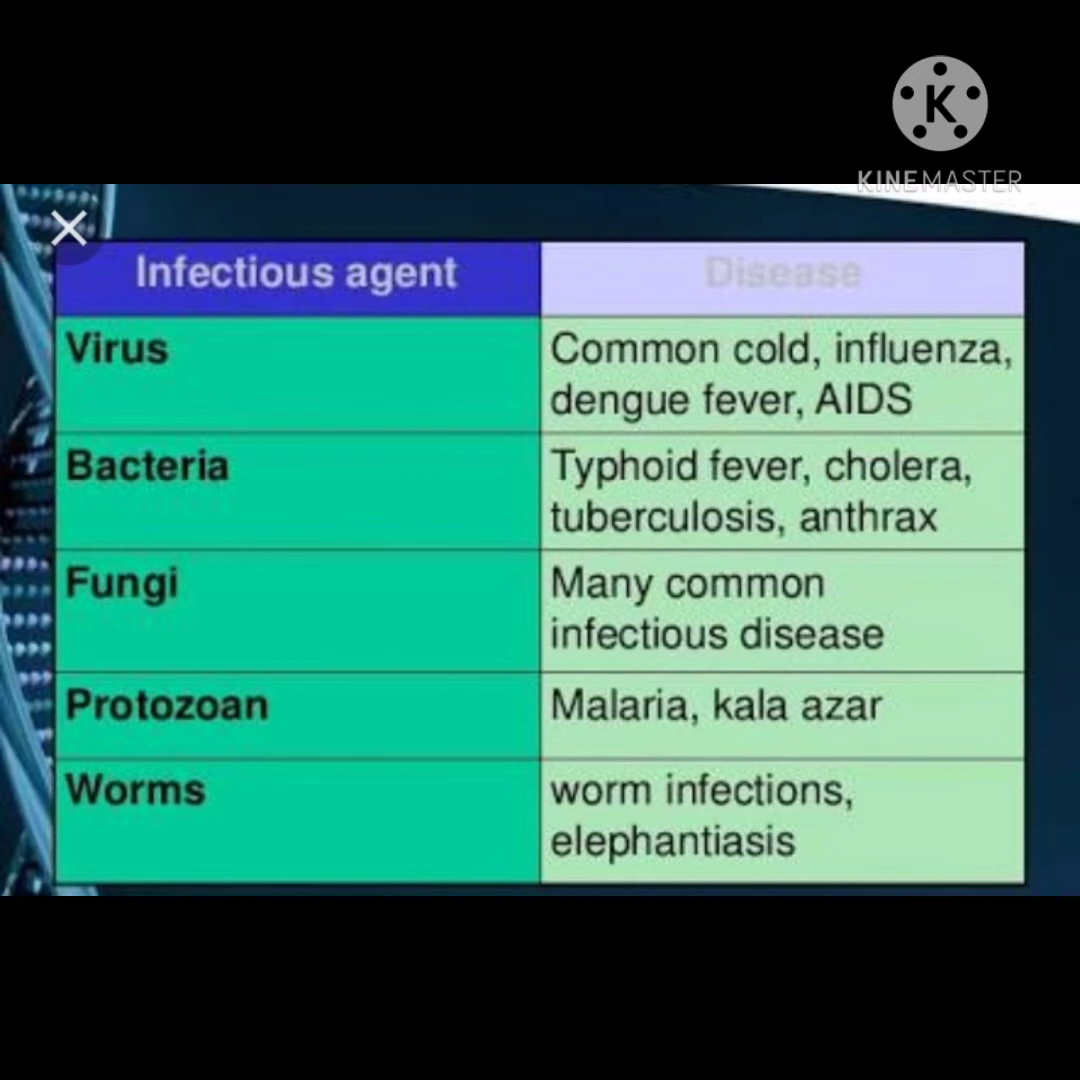 K
KINEMASTER
Infectious agent
Disease
Virus
Common cold, influenza,
dengue fever, AIDS
Bacteria
Typhoid fever, cholera,
tuberculosis, anthrax
Fungi
Many common
infectious disease
Protozoan
Malaria, kala azar
Worms
worm infections,
elephantiasis